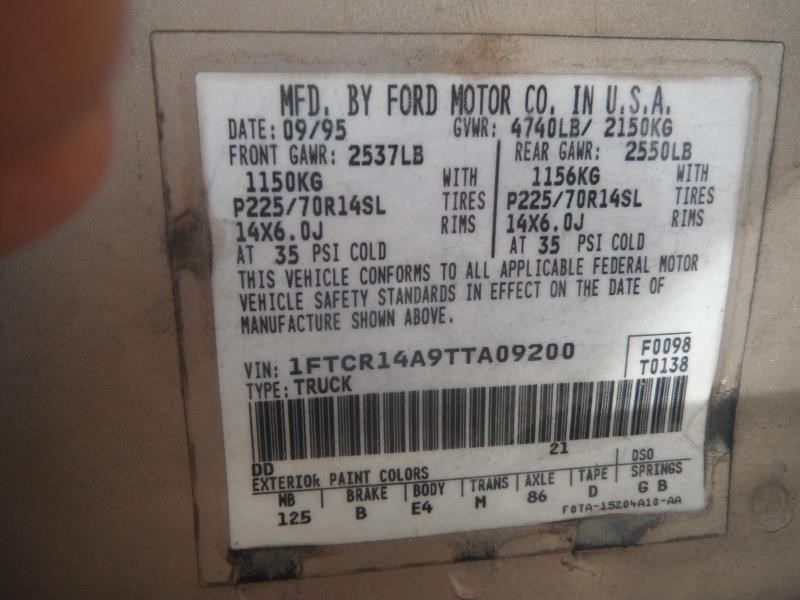 MFD. BY FORD MOTOR CO. IN U.S.A.
DATE: 09/95 GVWR: 4740LB/ 2150KG
FRONT GAWR: 2537LB REAR GAWR: 2550LB
1150KG WITH 1156KG WITH
P225/70R14SL TIRES P225/70R14SL TIRES
14X6.0J RIMS 14X6.0J RIMS
AT 35 PSI COLD AT 35 PSI COLD
THIS VEHICLE CONFORMS TO ALL APPLICABLE FEDERAL MOTOR
VEHICLE SAFETY STANDARDS IN EFFECT ON THE DATE OF
MANUFACTURE SHOWN ABOVE.
VIN: 1FTCR14A9TTA09200 F0098
TYPE: TRUCK T0138
DD 21
EXTERIOR PAINT COLORS DSO
WB BRAKE BODY TRANS AXLE TAPE SPRINGS
125 B E4 M 86 D G B
F0TA-15204A10-AA